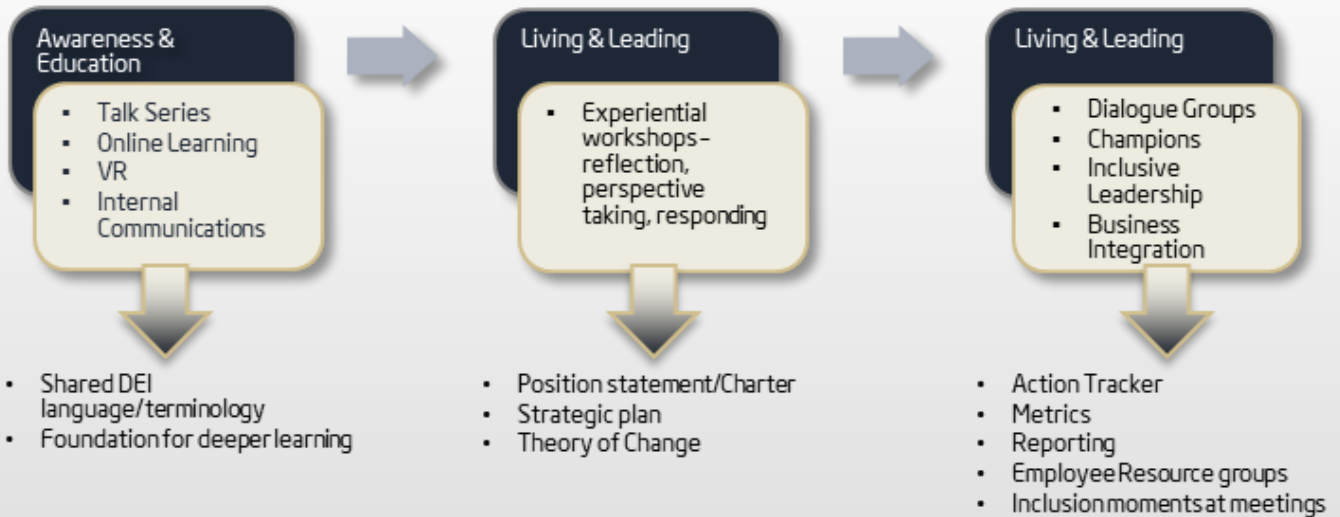 Awareness &
Education
▪ Talk Series
▪ Online Learning
▪ VR
▪ Internal
Communications
• Shared DEI
language/terminology
• Foundation for deeper learning
Living & Leading
▪ Experiential
workshops–
reflection,
perspective
taking, responding
• Position statement/Charter
• Strategic plan
• Theory of Change
Living & Leading
▪ Dialogue Groups
▪ Champions
▪ Inclusive
Leadership
▪ Business
Integration
• Action Tracker
• Metrics
• Reporting
• Employee Resource groups
• Inclusion moments at meetings